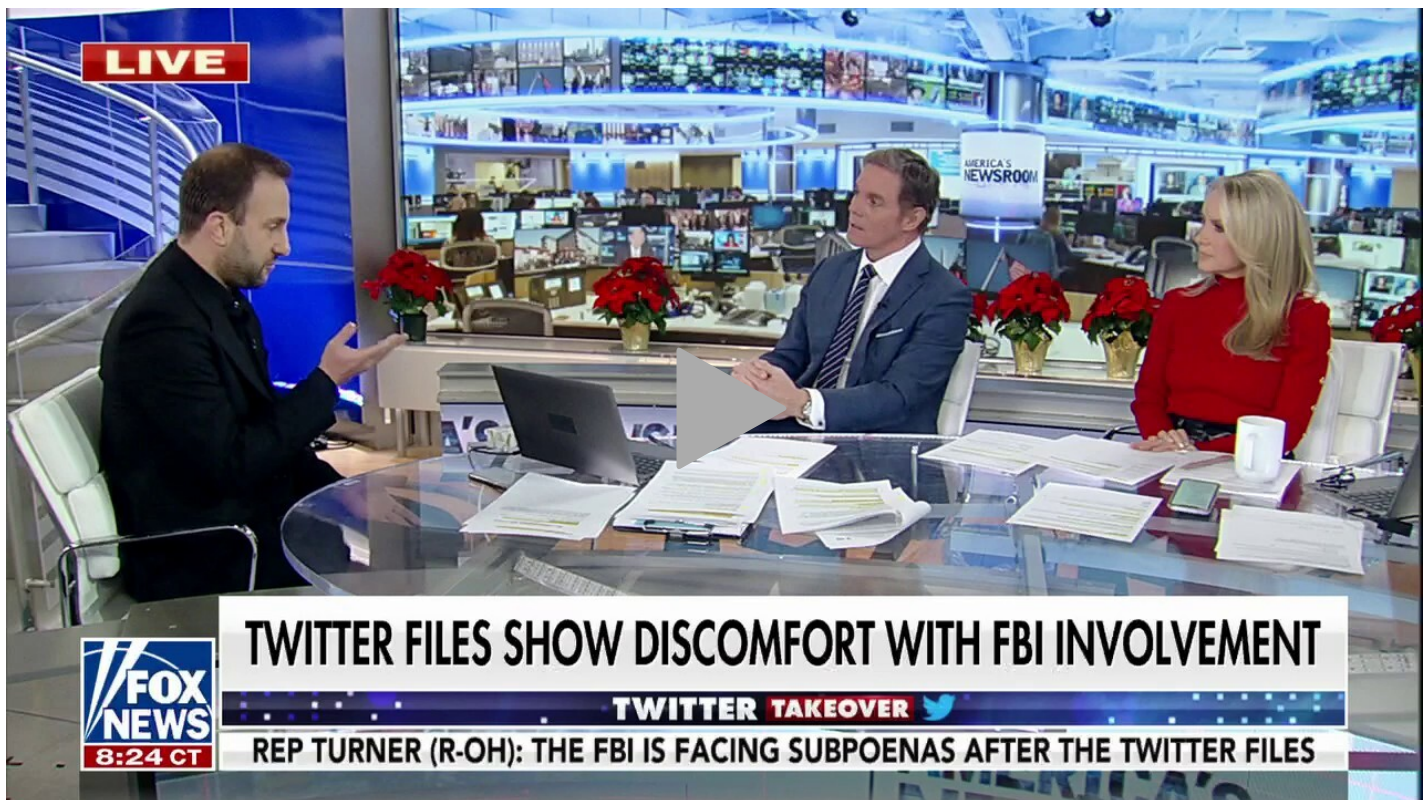 LIVE
AMERICA'S
NEWSROOM
TWITTER FILES SHOW DISCOMFORT WITH FBI INVOLVEMENT
TWITTER TAKEOVER
FOX
NEWS
8:24 CT
REP TURNER (R-OH): THE FBI IS FACING SUBPOENAS AFTER THE TWITTER FILES
AMERICA'S